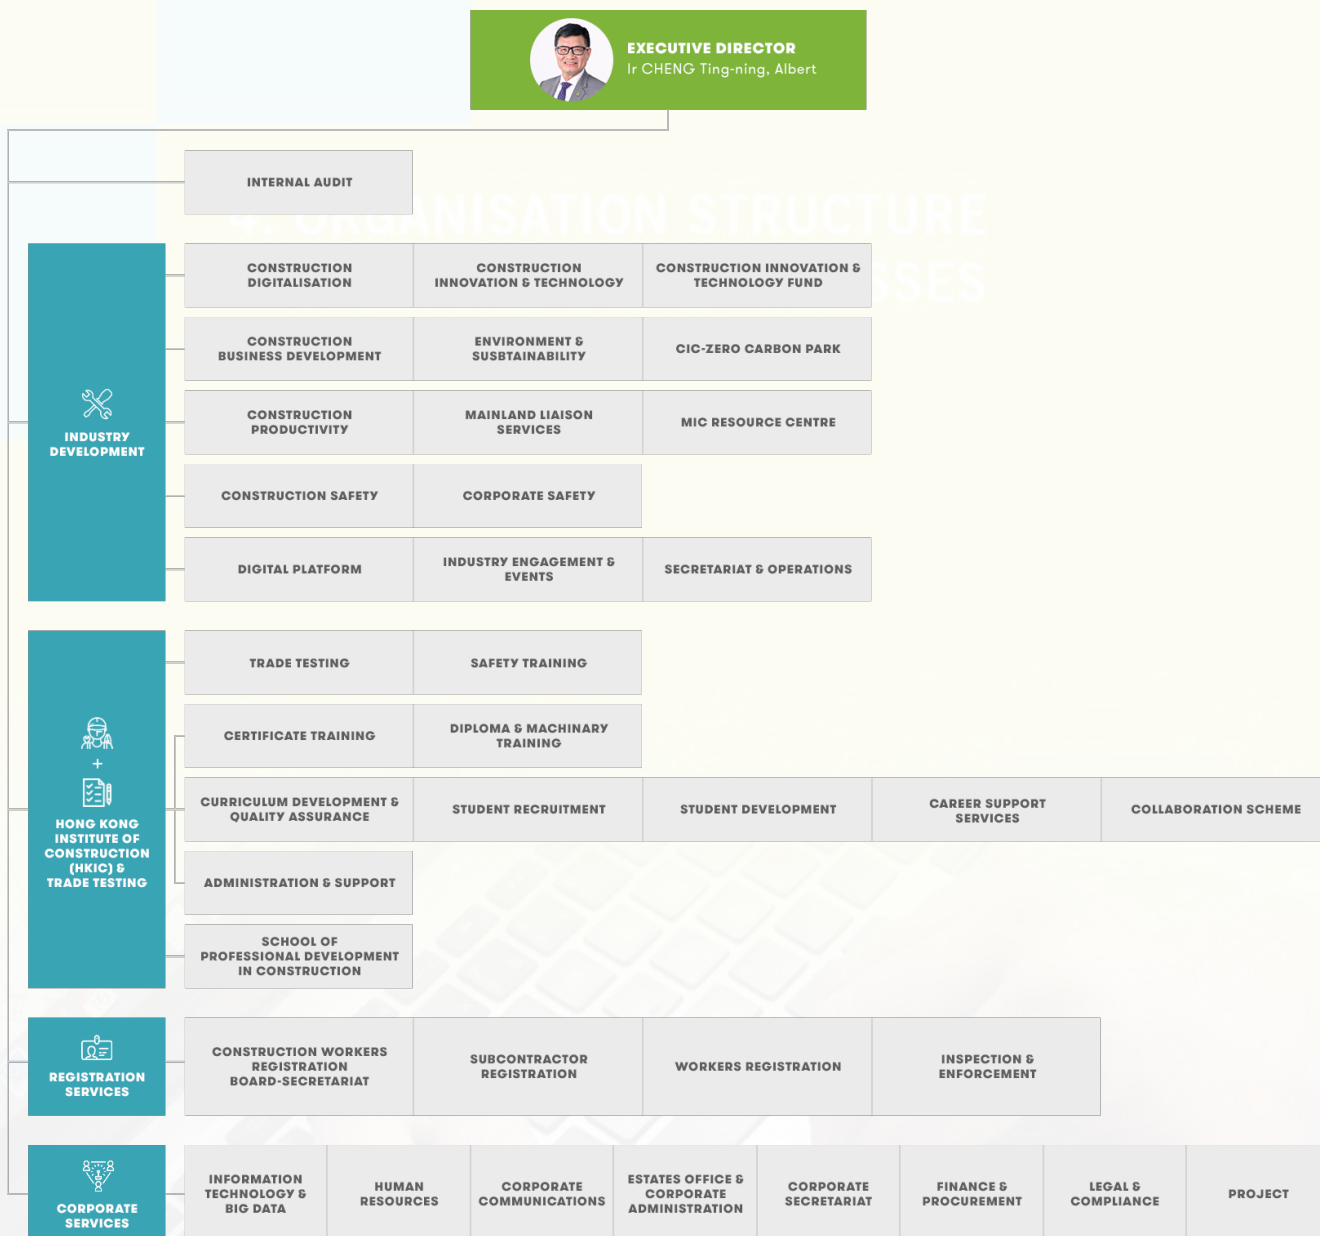 EXECUTIVE DIRECTOR
Ir CHENG Ting-ning, Albert
INTERNAL AUDIT
4. ORGANISATION STRUCTURE
INDUSTRY
DEVELOPMENT
CONSTRUCTION
DIGITALISATION
CONSTRUCTION
INNOVATION & TECHNOLOGY
CONSTRUCTION INNOVATION &
TECHNOLOGY FUND
SSES
CONSTRUCTION
BUSINESS DEVELOPMENT
ENVIRONMENT &
SUSBTAINABILITY
CIC-ZERO CARBON PARK
CONSTRUCTION
PRODUCTIVITY
MAINLAND LIAISON
SERVICES
MIC RESOURCE CENTRE
CONSTRUCTION SAFETY
CORPORATE SAFETY
DIGITAL PLATFORM
INDUSTRY ENGAGEMENT &
EVENTS
SECRETARIAT & OPERATIONS
+
HONG KONG
INSTITUTE OF
CONSTRUCTION
(HKIC) &
TRADE TESTING
TRADE TESTING
SAFETY TRAINING
CERTIFICATE TRAINING
DIPLOMA & MACHINARY
TRAINING
CURRICULUM DEVELOPMENT &
QUALITY ASSURANCE
STUDENT RECRUITMENT
STUDENT DEVELOPMENT
CAREER SUPPORT
SERVICES
COLLABORATION SCHEME
ADMINISTRATION & SUPPORT
SCHOOL OF
PROFESSIONAL DEVELOPMENT
IN CONSTRUCTION
REGISTRATION
SERVICES
CONSTRUCTION WORKERS
REGISTRATION
BOARD-SECRETARIAT
SUBCONTRACTOR
REGISTRATION
WORKERS REGISTRATION
INSPECTION &
ENFORCEMENT
CORPORATE
SERVICES
INFORMATION
TECHNOLOGY &
BIG DATA
HUMAN
RESOURCES
CORPORATE
COMMUNICATIONS
ESTATES OFFICE &
CORPORATE
ADMINISTRATION
CORPORATE
SECRETARIAT
FINANCE &
PROCUREMENT
LEGAL &
COMPLIANCE
PROJECT